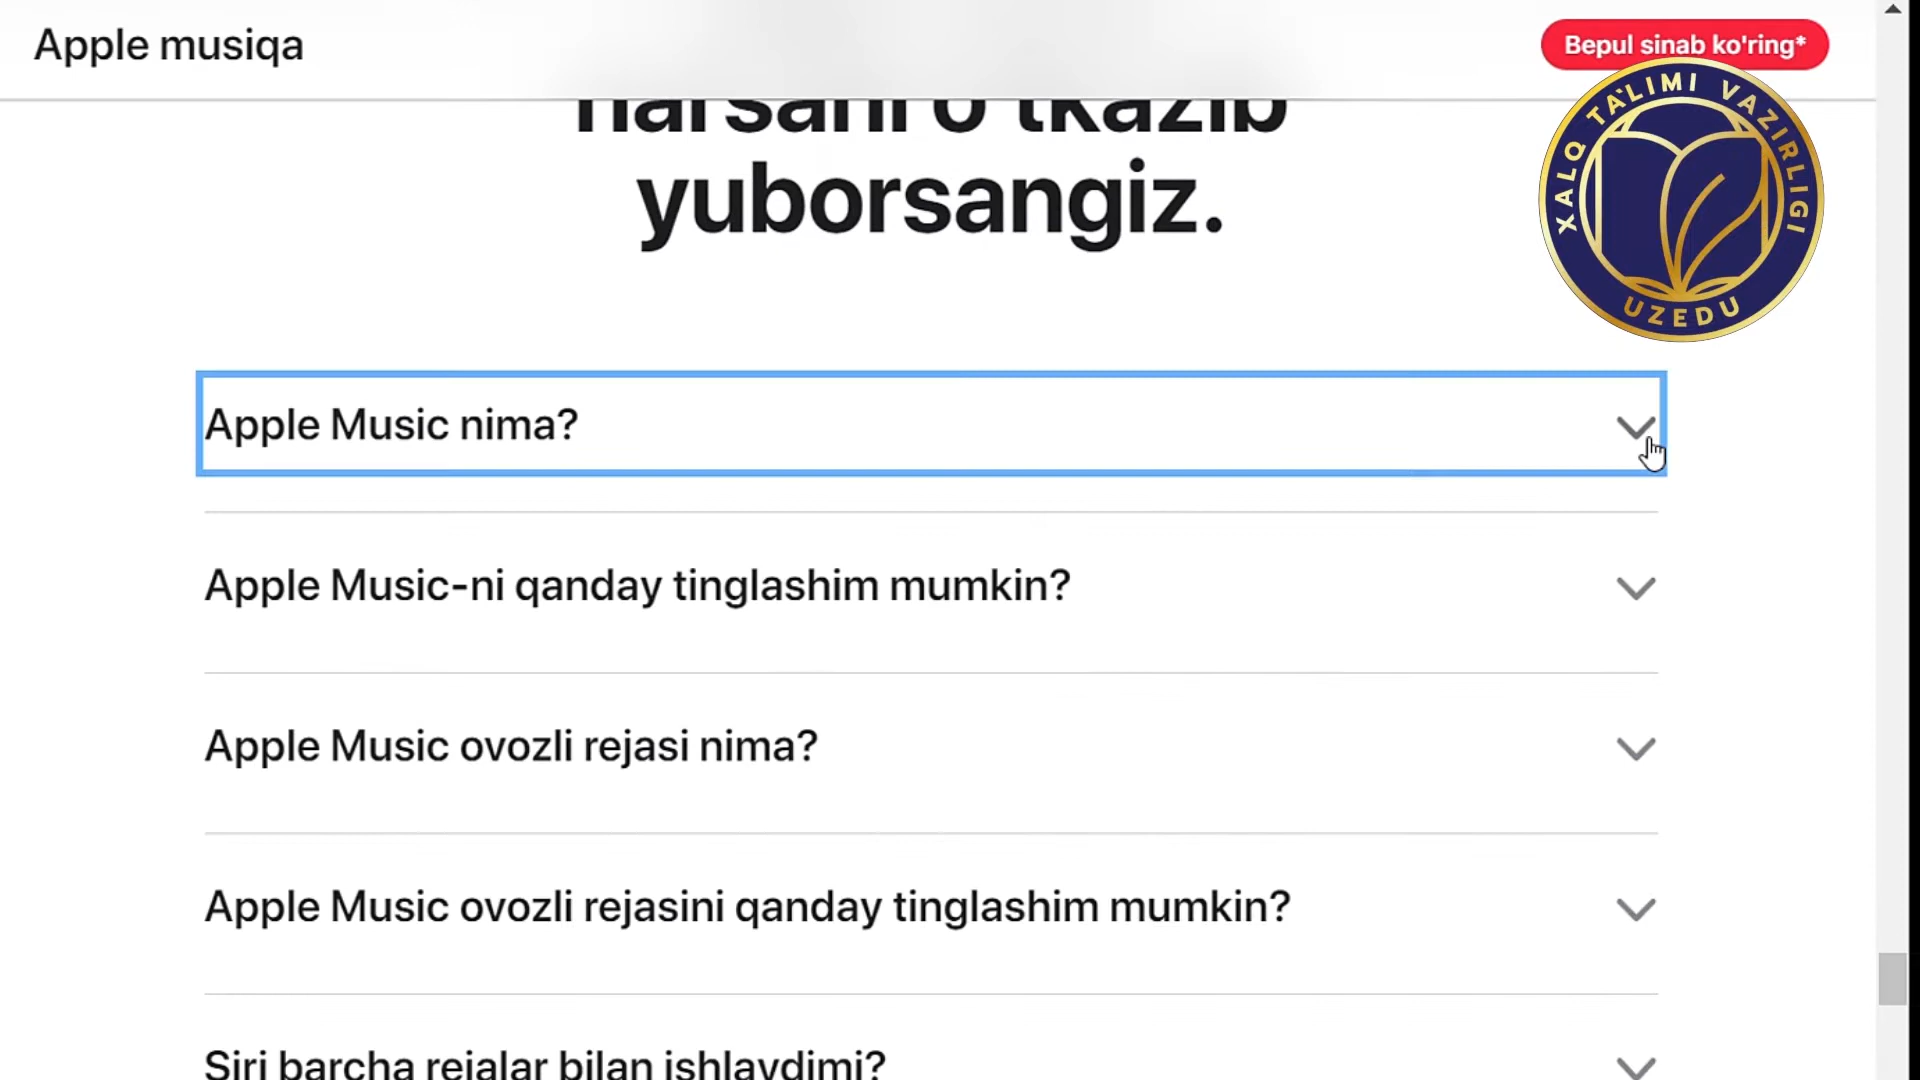 Apple musiqa
Bepul sinab ko'ring*
narsani o'tkazib
yuborsangiz.
XALQ TA'LIMI VAZIRLIGI
UZEDU
Apple Music nima?
Apple Music-ni qanday tinglashim mumkin?
Apple Music ovozli rejasi nima?
Apple Music ovozli rejasini qanday tinglashim mumkin?
Siri barcha rejalar bilan ishlaydimi?